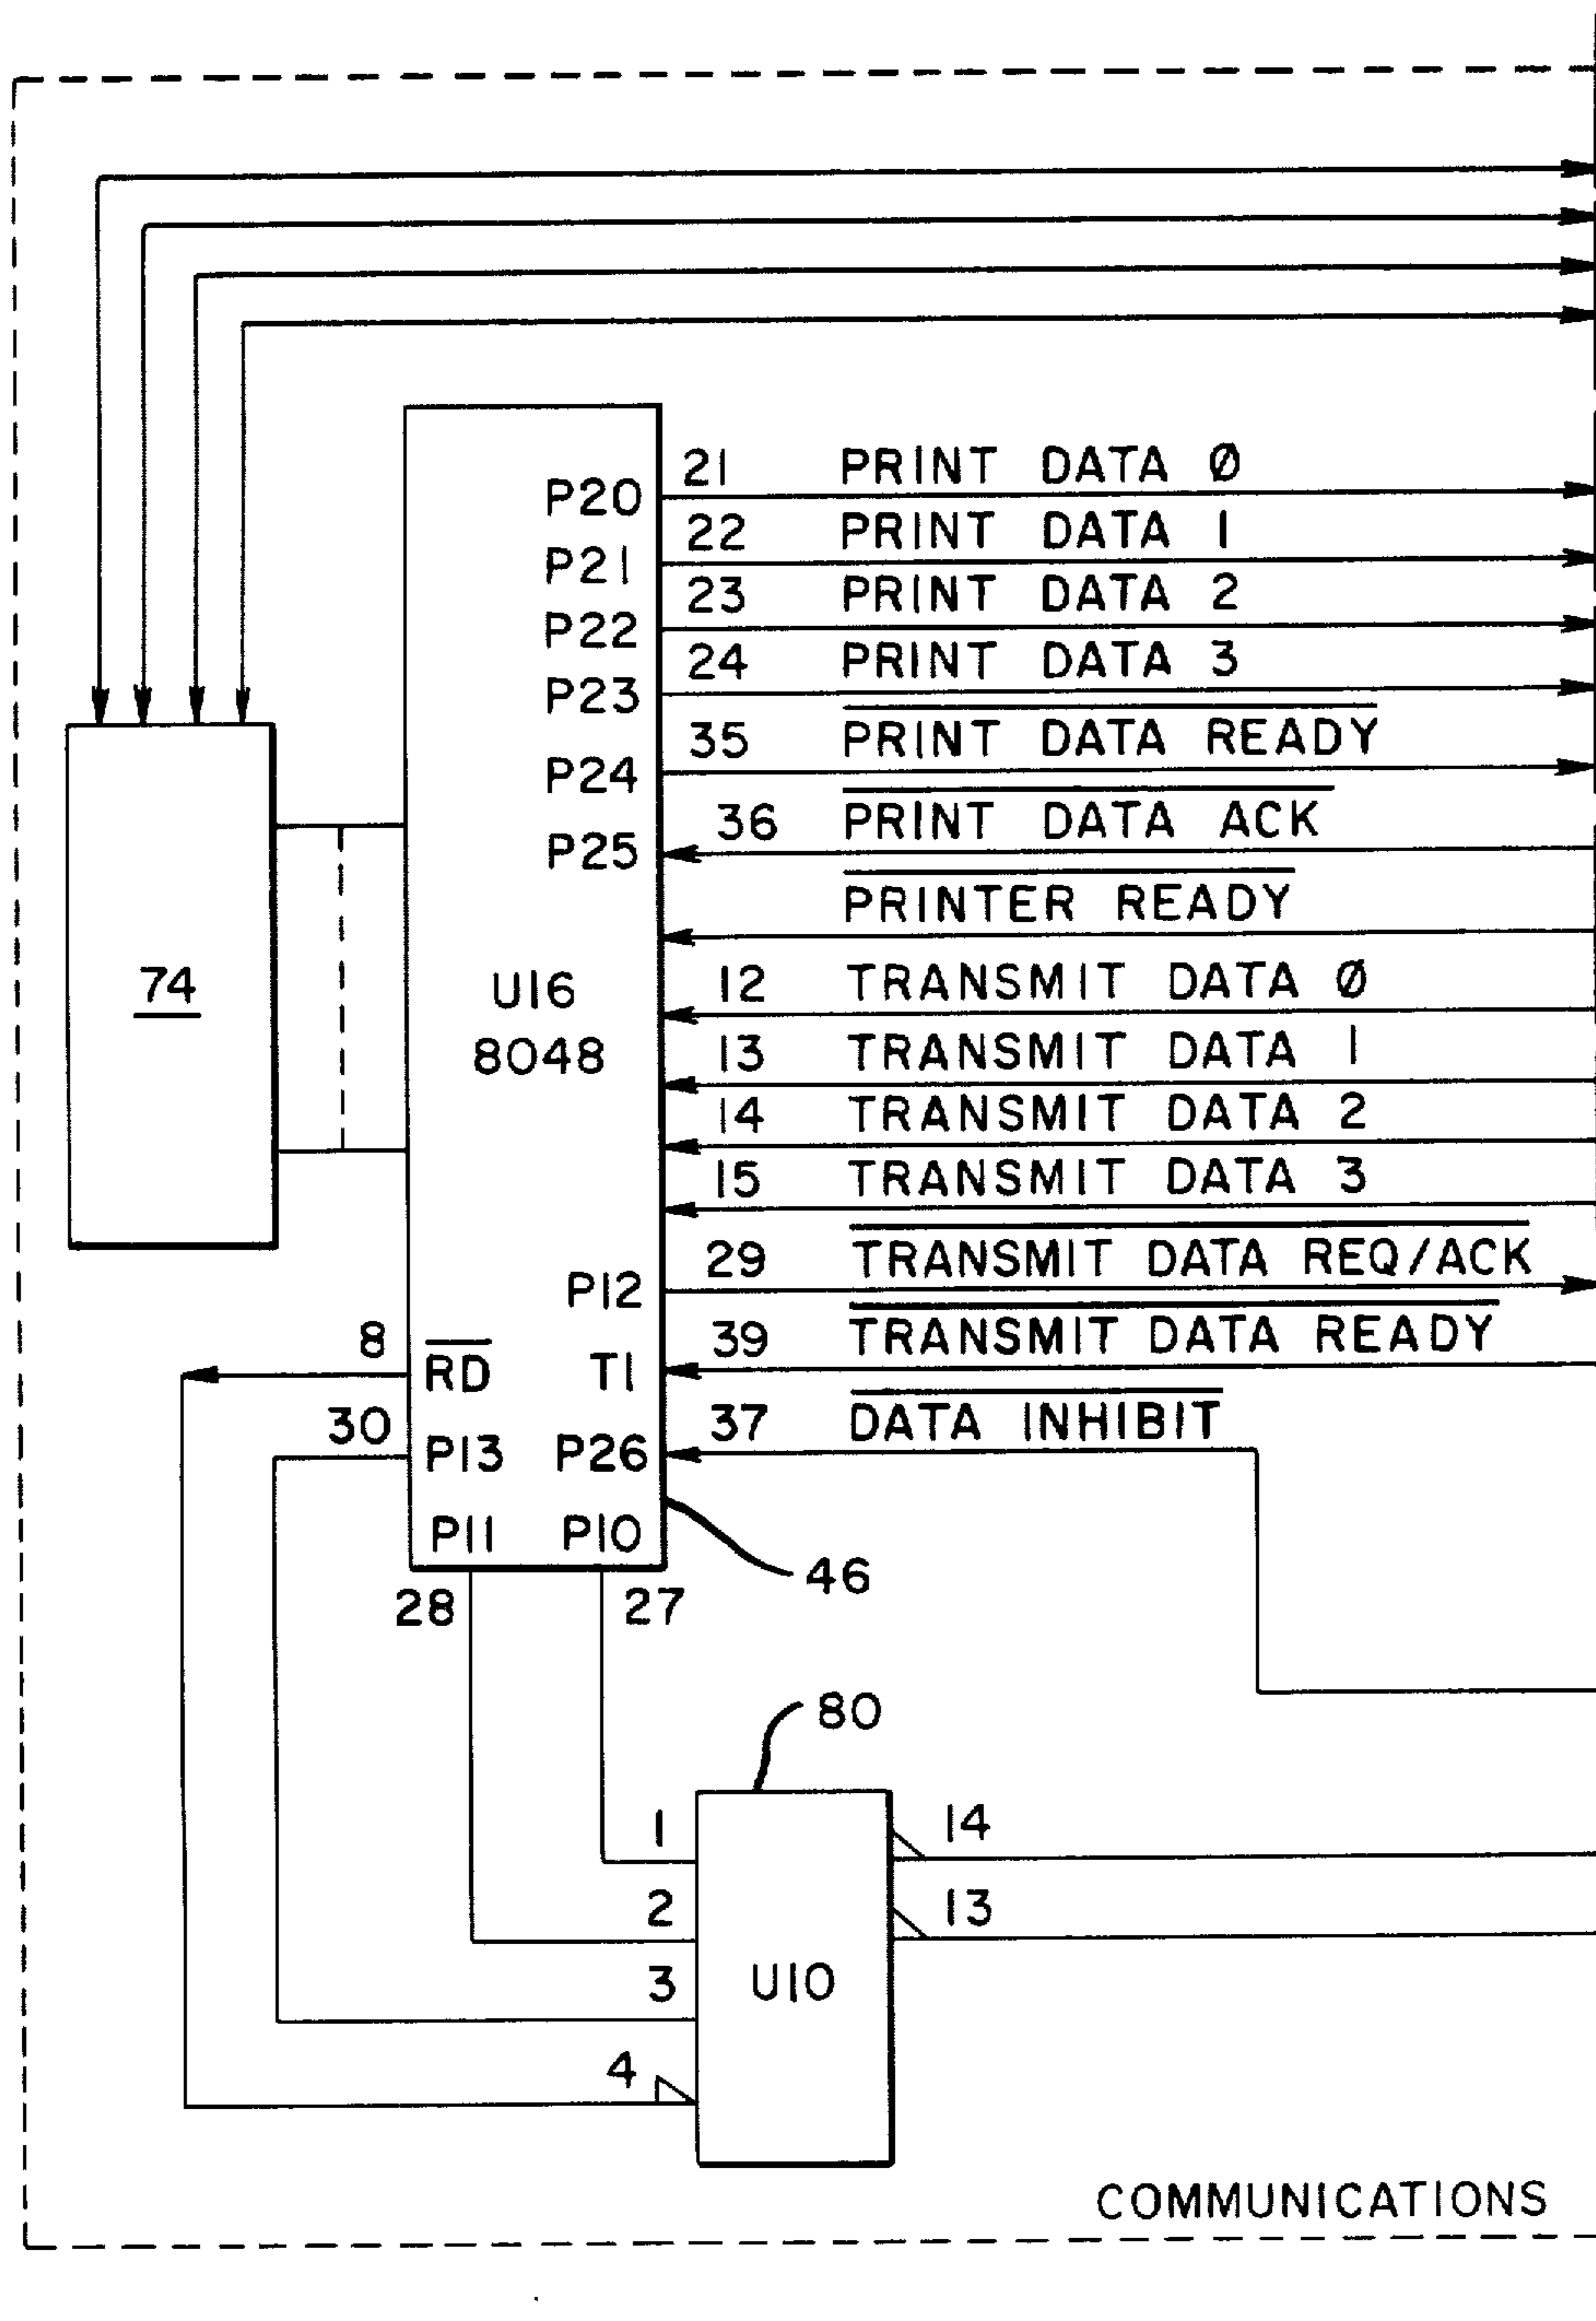 21 PRINT DATA Ø
P20
22 PRINT DATA 1
P21
23 PRINT DATA 2
P22
24 PRINT DATA 3
P23
35 PRINT DATA READY
P24
36 PRINT DATA ACK
P25
PRINTER READY
74
U16
8048
12 TRANSMIT DATA Ø
13 TRANSMIT DATA 1
14 TRANSMIT DATA 2
15 TRANSMIT DATA 3
29 TRANSMIT DATA REQ/ACK
P12
8 RD T1 39 TRANSMIT DATA READY
30 P13 P26 37 DATA INHIBIT
P11 P10
46
28 27
80
1 14
2 13
3 U10
4
COMMUNICATIONS